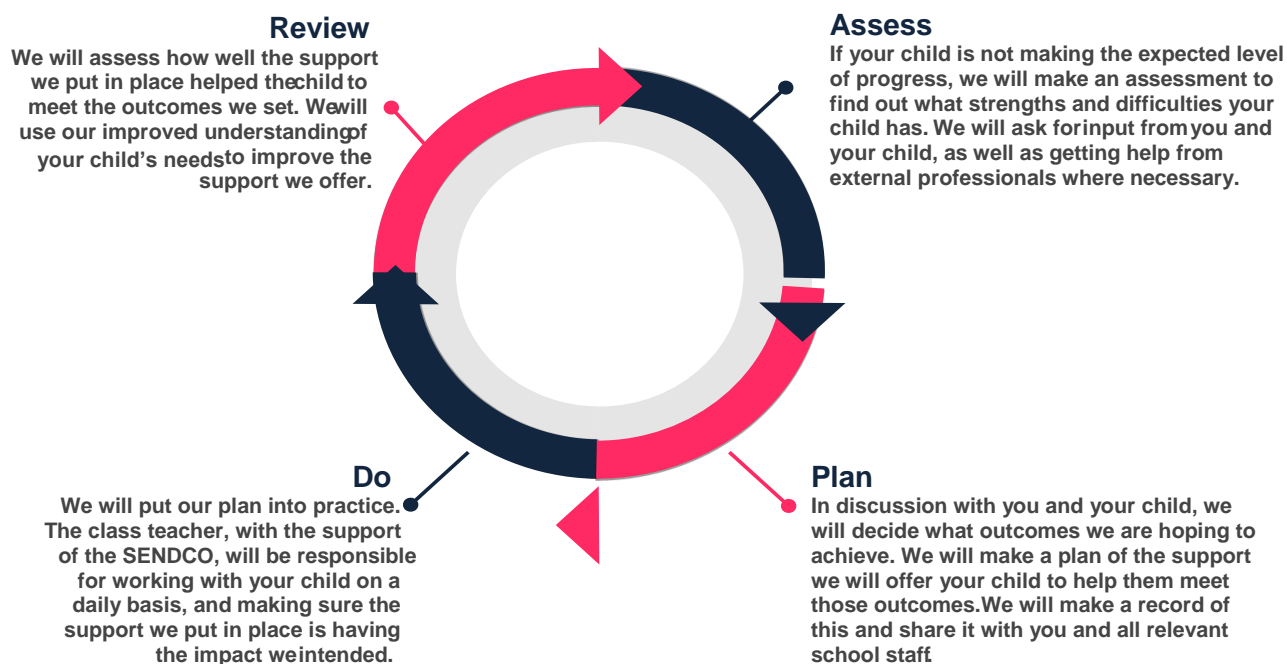 Review
We will assess how well the support
we put in place helped thechild to
meet the outcomes we set. Wewill
use our improved understandingof
your child’s needsto improve the
support we offer.
Assess
If your child is not making the expected level
of progress, we will make an assessment to
find out what strengths and difficulties your
child has. We will ask forinput fromyou and
your child, as well as getting help from
external professionals where necessary.
Do
We will put our plan into practice.
The class teacher, with the support
of the SENDCO, will be responsible
for working with your child on a
daily basis, and making sure the
support we put in place is having
the impact weintended.
Plan
In discussion with you and your child, we
will decide what outcomes we are hoping to
achieve. We will make a plan of the support
we will offer your child to help them meet
those outcomes.We will make a record of
this and share it with you and all relevant
school staff.